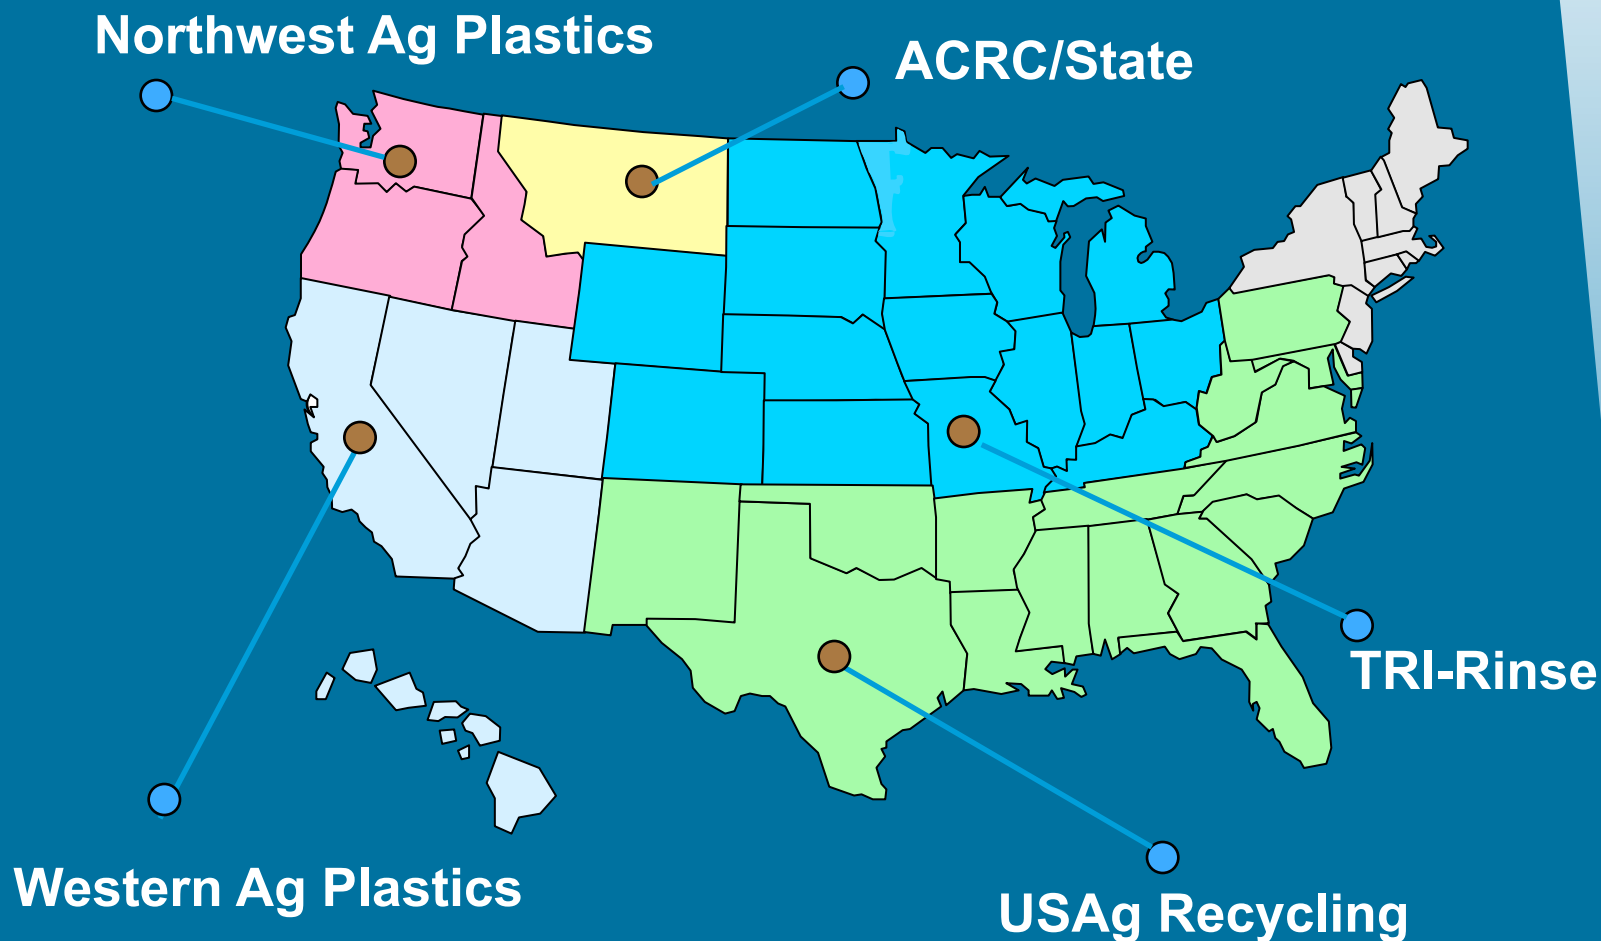 Northwest Ag Plastics
ACRC/State
TRI-Rinse
Western Ag Plastics
USAg Recycling